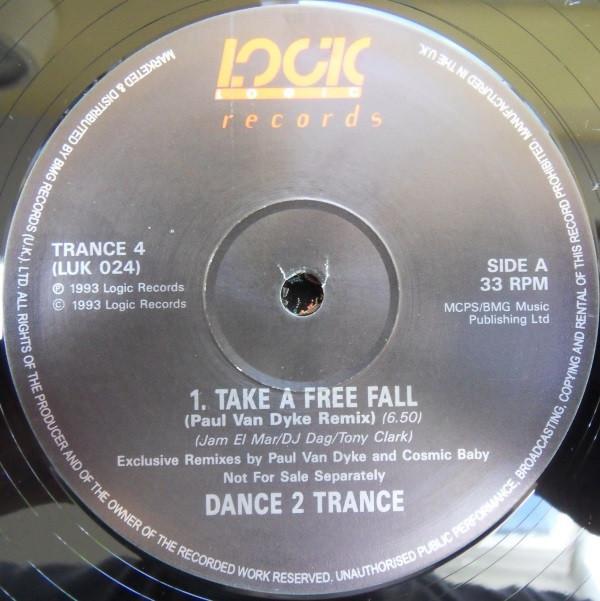 LOGIC
LOGIC
records
TRANCE 4
(LUK 024)
℗ 1993 Logic Records
© 1993 Logic Records
SIDE A
33 RPM
MCPS/BMG Music
Publishing Ltd
1. TAKE A FREE FALL
(Paul Van Dyke Remix) (6.50)
(Jam El Mar/DJ Dag/Tony Clark)
Exclusive Remixes by Paul Van Dyke and Cosmic Baby
Not For Sale Separately
DANCE 2 TRANCE
MARKETED & DISTRIBUTED BY BMG RECORDS (U.K.) LTD. ALL RIGHTS OF THE PRODUCER AND OF THE OWNER OF THE RECORDED WORK RESERVED. UNAUTHORISED PUBLIC PERFORMANCE, BROADCASTING, COPYING AND RENTAL OF THIS RECORD PROHIBITED. MANUFACTURED IN THE U.K.